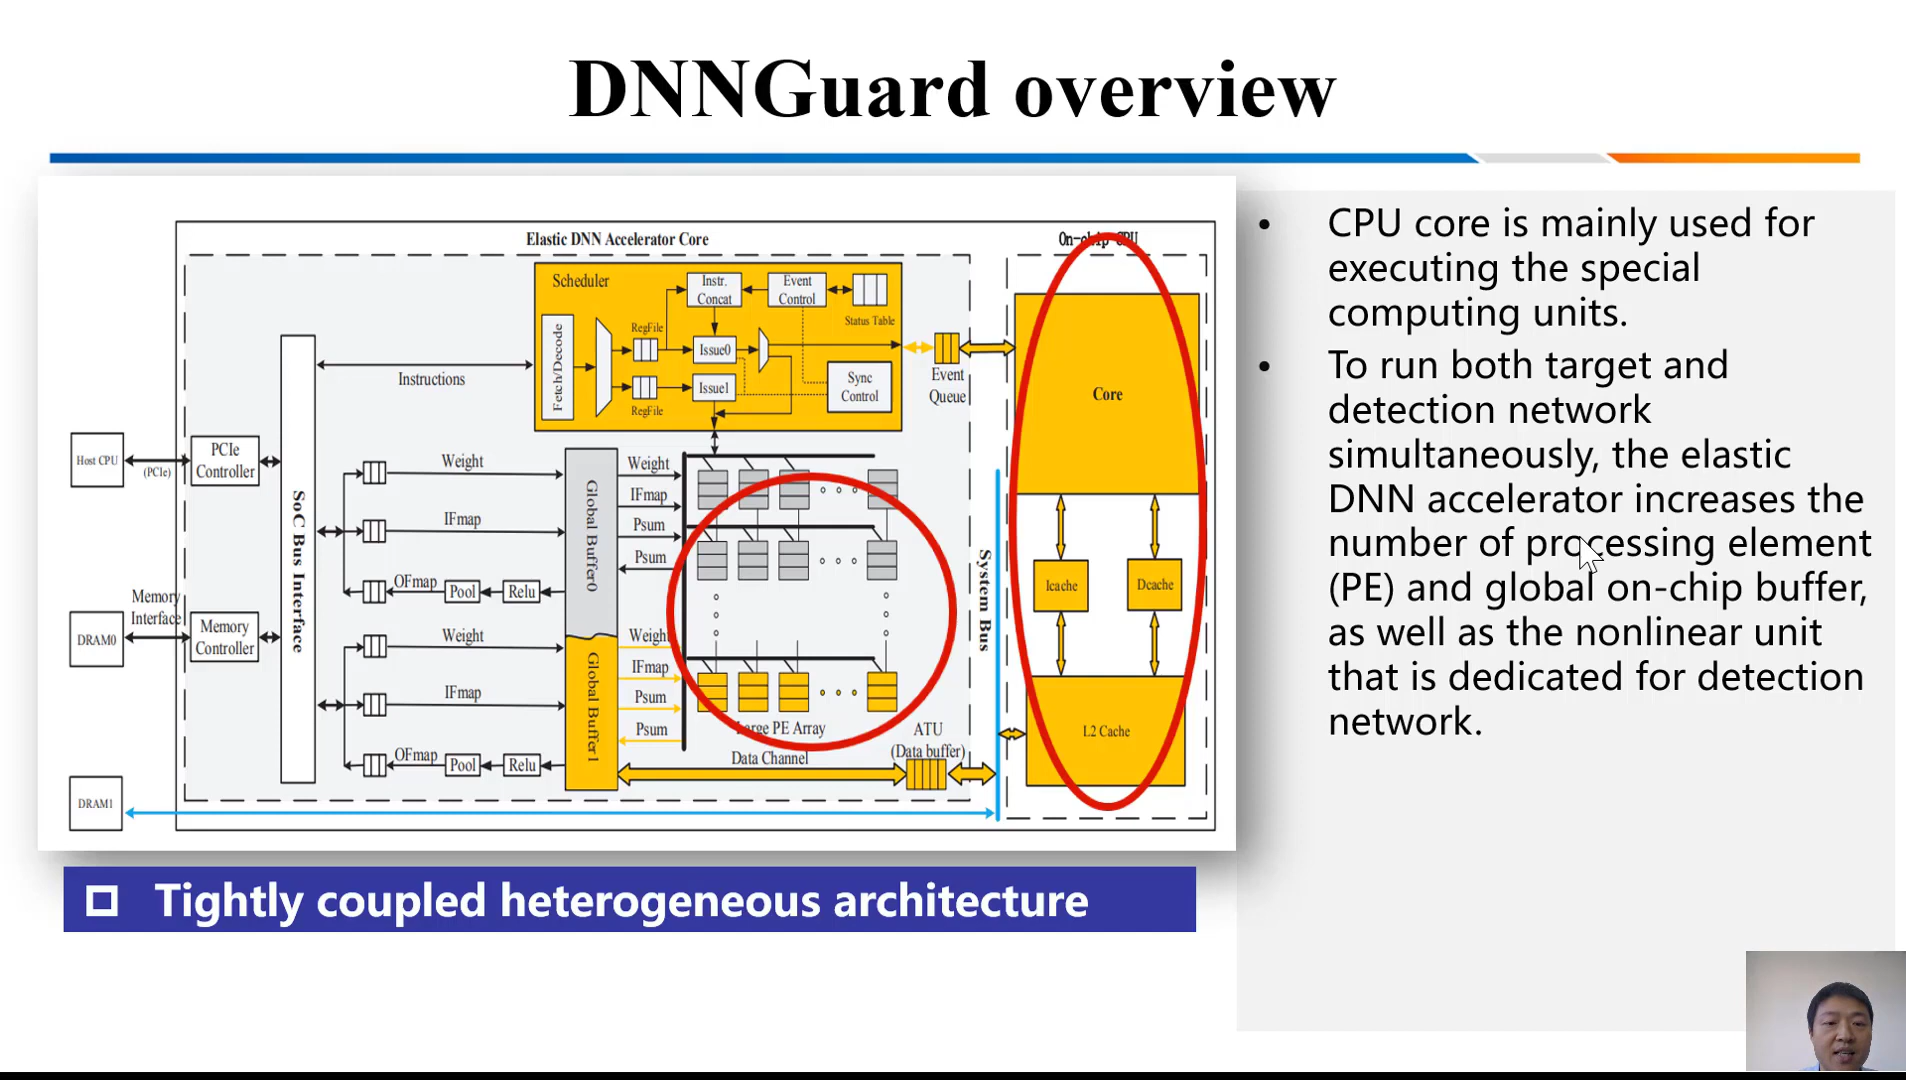 DNNGuard overview
Elastic DNN Accelerator Core
On-chip CPU
Scheduler
Instr.
Concat
Event
Control
Status Table
Fetch/Decode
RegFile
Issue0
RegFile
Issue1
Sync
Control
Event
Queue
Core
Instructions
Host CPU
(PCIe)
PCIe
Controller
SoC Bus Interface
Weight
IFmap
OFmap
Pool
Relu
Global Buffer0
Weight
IFmap
Psum
Psum
Memory
Interface
DRAM0
Memory
Controller
Weight
IFmap
OFmap
Pool
Relu
Global Buffer1
Weight
IFmap
Psum
Psum
Large PE Array
Data Channel
ATU
(Data buffer)
System Bus
Icache
Dcache
L2 Cache
DRAM1
Tightly coupled heterogeneous architecture
• CPU core is mainly used for
executing the special
computing units.
• To run both target and
detection network
simultaneously, the elastic
DNN accelerator increases the
number of processing element
(PE) and global on-chip buffer,
as well as the nonlinear unit
that is dedicated for detection
network.